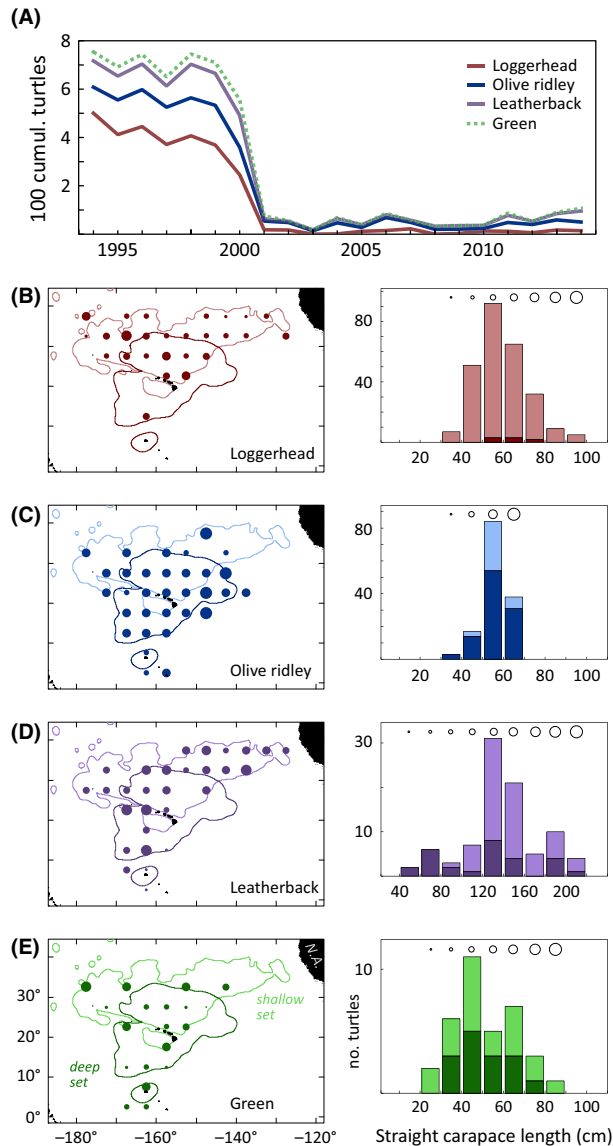 (A)
8
6
4
2
100 cumul. turtles
Loggerhead
Olive ridley
Leatherback
Green
1995 2000 2005 2010
(B)
Loggerhead
80
40
20 40 60 80 100
(C)
Olive ridley
80
40
20 40 60 80 100
(D)
Leatherback
30
10
40 80 120 160 200
(E)
N.A.
shallow
set
deep
set
Green
30°
20°
10°
0°
−180° −160° −140° −120°
10
no. turtles
20 40 60 80 100
Straight carapace length (cm)